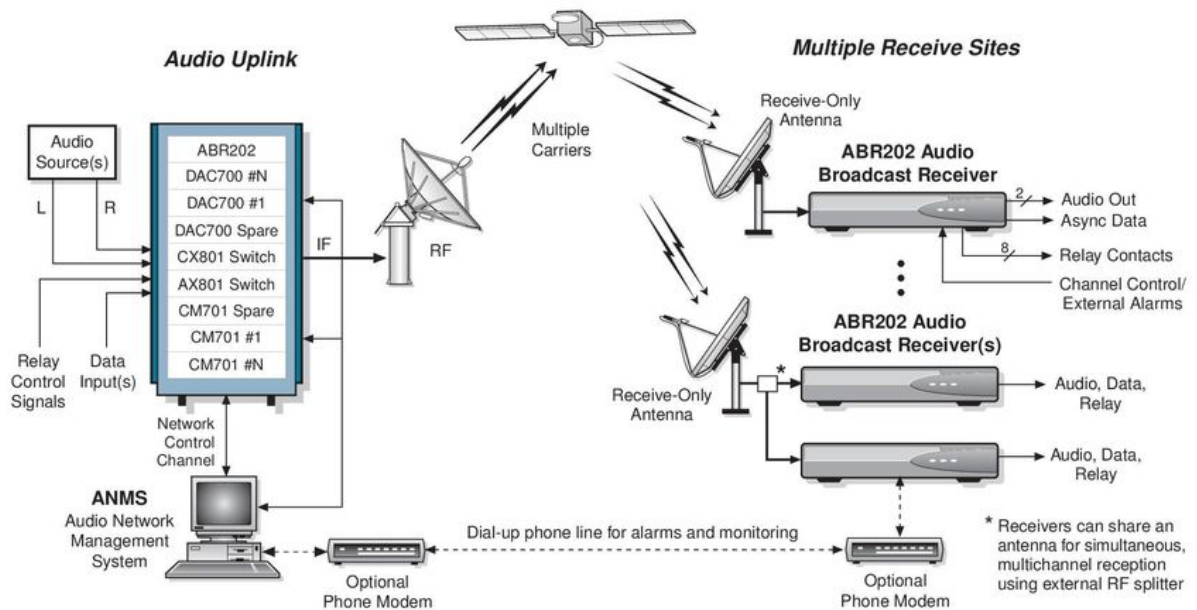 Audio Uplink
Multiple Receive Sites
Audio
Source(s)
L
R
ABR202
DAC700 #N
DAC700 #1
DAC700 Spare
CX801 Switch
AX801 Switch
CM701 Spare
CM701 #1
CM701 #N
Relay
Control
Signals
Data
Input(s)
IF
RF
Multiple
Carriers
Receive-Only
Antenna
ABR202 Audio
Broadcast Receiver
2
Audio Out
Async Data
8
Relay Contacts
Channel Control/
External Alarms
ABR202 Audio
Broadcast Receiver(s)
*
Receive-Only
Antenna
Audio, Data,
Relay
Audio, Data,
Relay
Network
Control
Channel
ANMS
Audio Network
Management
System
Optional
Phone Modem
Dial-up phone line for alarms and monitoring
Optional
Phone Modem
* Receivers can share an
antenna for simultaneous,
multichannel reception
using external RF splitter